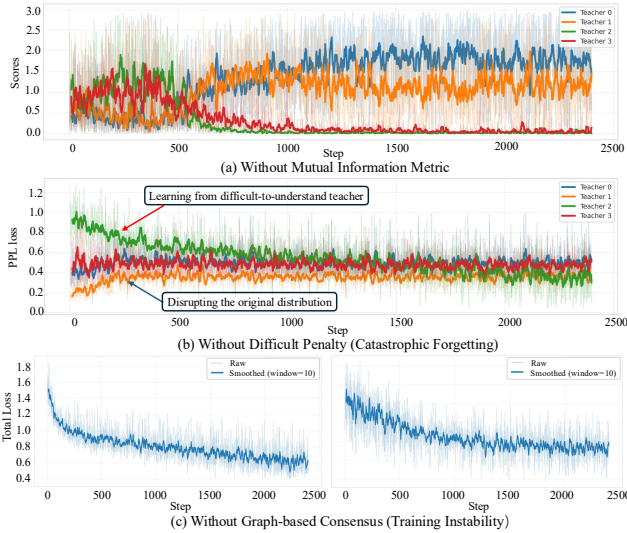 3.0
2.5
2.0
1.5
1.0
0.5
0.0
Scores
Teacher 0
Teacher 1
Teacher 2
Teacher 3
0
500
1000
1500
2000
2500
Step
(a) Without Mutual Information Metric
1.2
1.0
0.8
0.6
0.4
0.2
0.0
PPL loss
Learning from difficult-to-understand teacher
Disrupting the original distribution
Teacher 0
Teacher 1
Teacher 2
Teacher 3
0
500
1000
1500
2000
2500
Step
(b) Without Difficult Penalty (Catastrophic Forgetting)
1.8
1.6
1.4
1.2
1.0
0.8
0.6
0.4
Total Loss
Raw
Smoothed (window=10)
0
500
1000
1500
2000
2500
Step
Raw
Smoothed (window=10)
0
500
1000
1500
2000
2500
Step
(c) Without Graph-based Consensus (Training Instability)